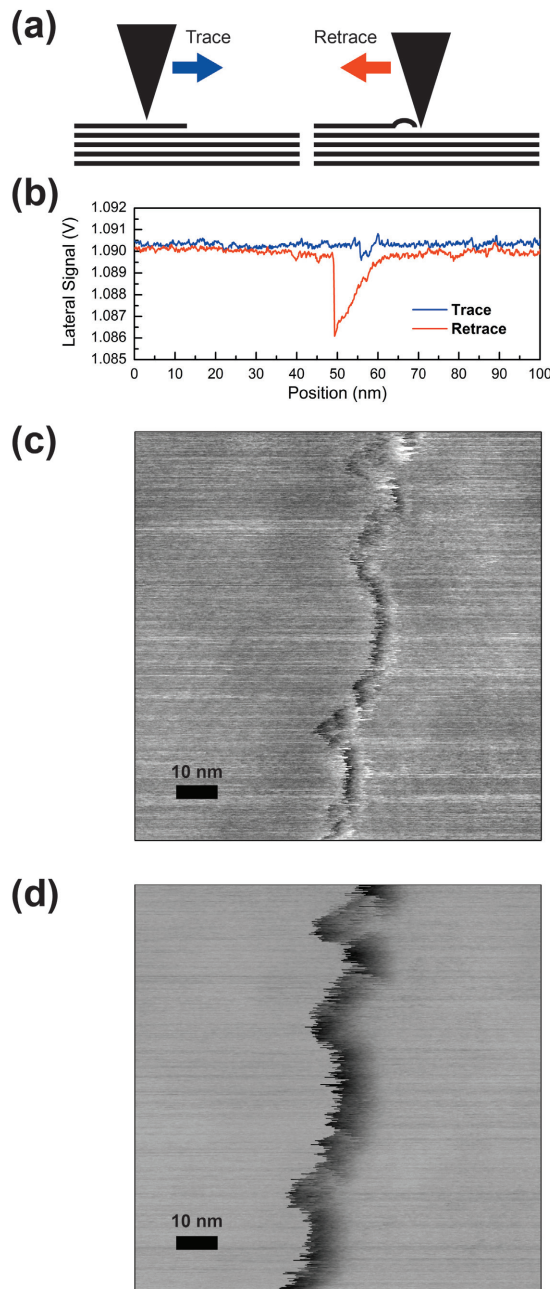 (a)
Trace
Retrace
(b)
Lateral Signal (V)
1.092
1.091
1.090
1.089
1.088
1.087
1.086
1.085
Trace
Retrace
0 10 20 30 40 50 60 70 80 90 100
Position (nm)
(c)
10 nm
(d)
10 nm